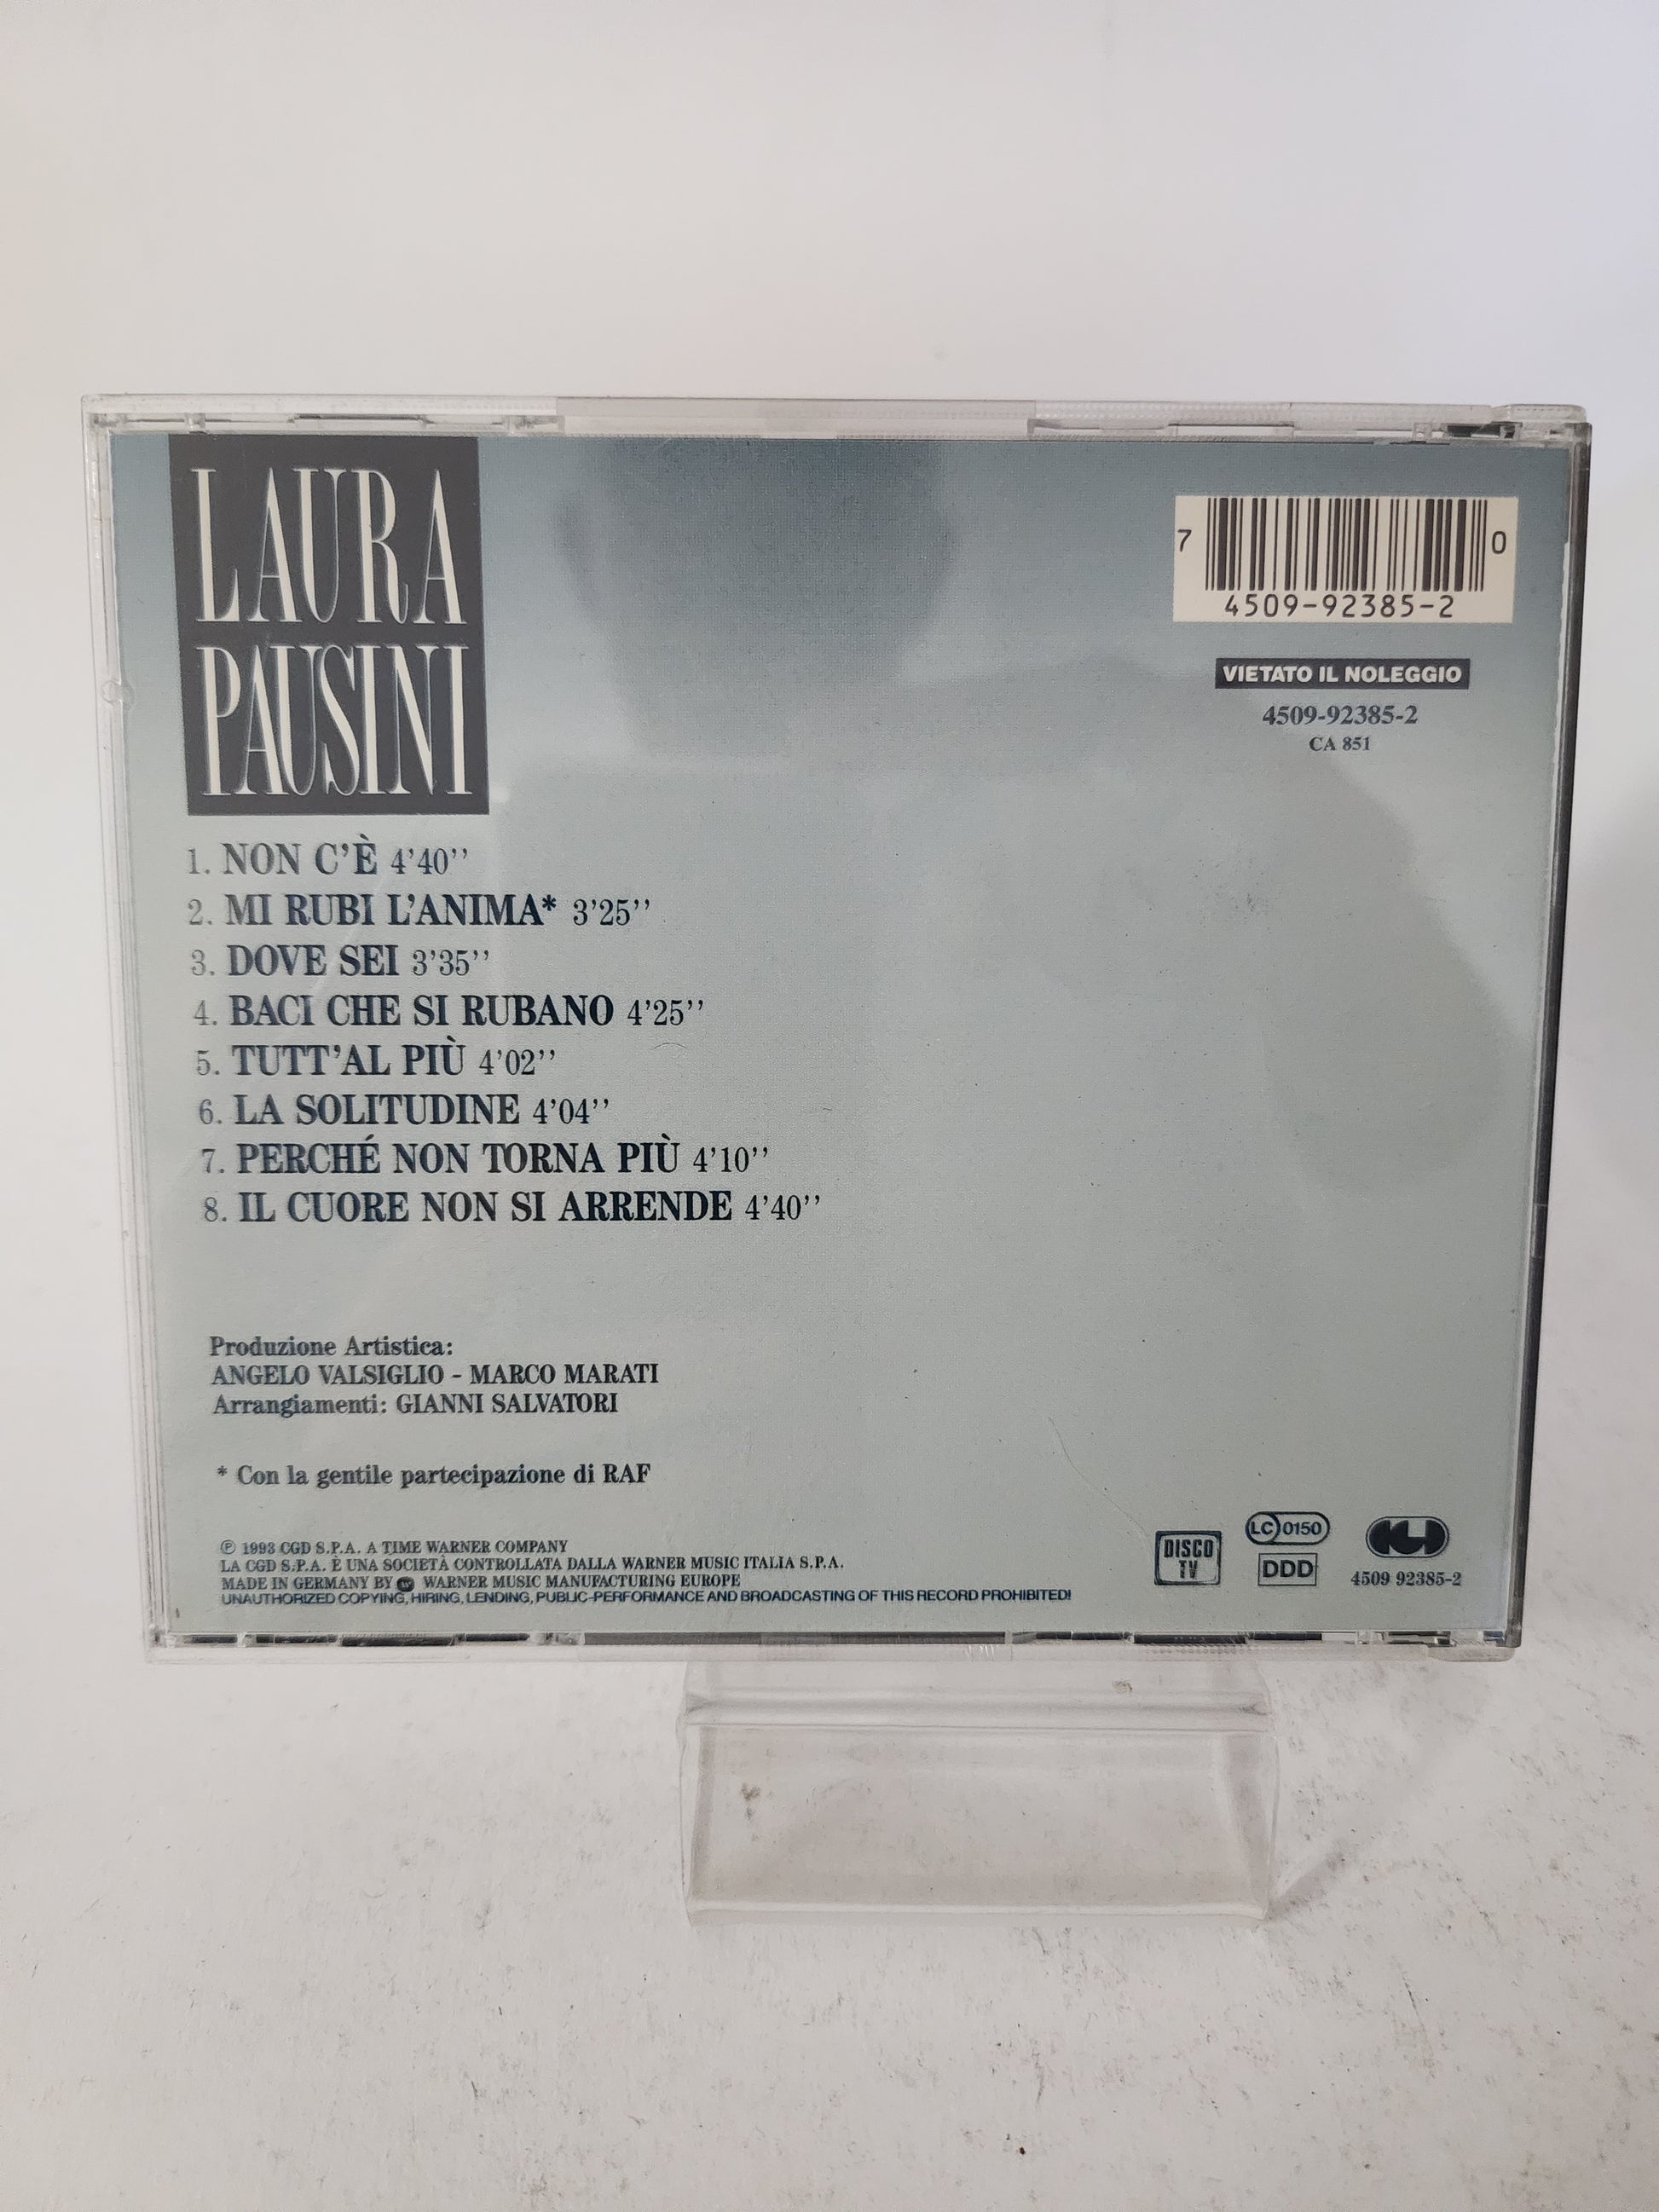 LAURA
PAUSINI
7 0
4509-92385-2
VIETATO IL NOLEGGIO
4509-92385-2
CA 851
1. NON C'È 4'40''
2. MI RUBI L'ANIMA* 3'25''
3. DOVE SEI 3'35''
4. BACI CHE SI RUBANO 4'25''
5. TUTT'AL PIÙ 4'02''
6. LA SOLITUDINE 4'04''
7. PERCHÉ NON TORNA PIÙ 4'10''
8. IL CUORE NON SI ARRENDE 4'40''
Produzione Artistica:
ANGELO VALSIGLIO - MARCO MARATI
Arrangiamenti: GIANNI SALVATORI
* Con la gentile partecipazione di RAF
℗ 1993 CGD S.P.A. A TIME WARNER COMPANY
LA CGD S.P.A. È UNA SOCIETÀ CONTROLLATA DALLA WARNER MUSIC ITALIA S.P.A.
MADE IN GERMANY BY WARNER MUSIC MANUFACTURING EUROPE
UNAUTHORIZED COPYING, HIRING, LENDING, PUBLIC-PERFORMANCE AND BROADCASTING OF THIS RECORD PROHIBITED!
DISCO
TV
LC 0150
DDD
4509 92385-2